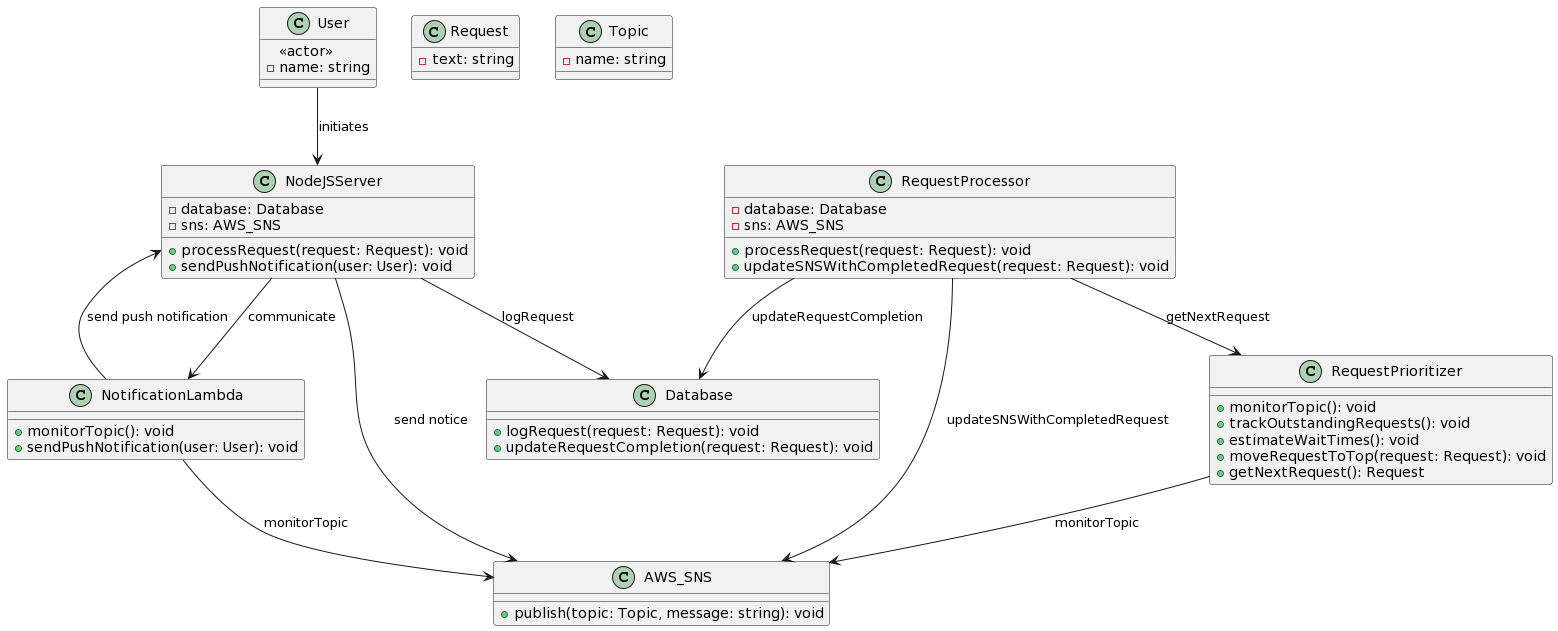 C User
«actor»
name: string
C Request
text: string
C Topic
name: string
initiates
C NodeJSServer
database: Database
sns: AWS_SNS
processRequest(request: Request): void
sendPushNotification(user: User): void
C RequestProcessor
database: Database
sns: AWS_SNS
processRequest(request: Request): void
updateSNSWithCompletedRequest(request: Request): void
send push notification
communicate
logRequest
updateRequestCompletion
getNextRequest
C NotificationLambda
monitorTopic(): void
sendPushNotification(user: User): void
send notice
C Database
logRequest(request: Request): void
updateRequestCompletion(request: Request): void
updateSNSWithCompletedRequest
C RequestPrioritizer
monitorTopic(): void
trackOutstandingRequests(): void
estimateWaitTimes(): void
moveRequestToTop(request: Request): void
getNextRequest(): Request
monitorTopic
monitorTopic
C AWS_SNS
publish(topic: Topic, message: string): void